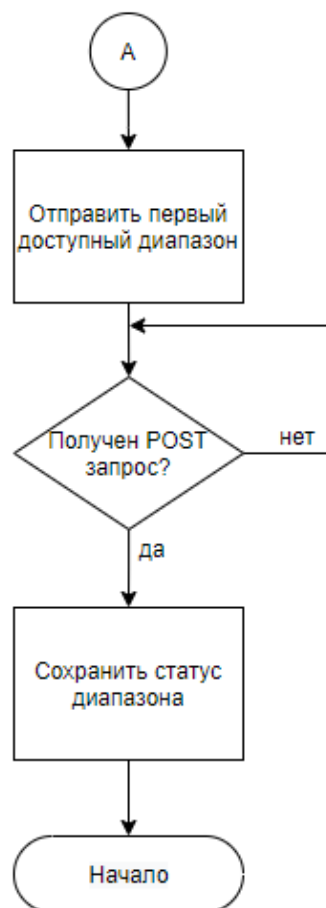 А
Отправить первый
доступный диапазон
Получен POST
запрос?
нет
да
Сохранить статус
диапазона
Начало